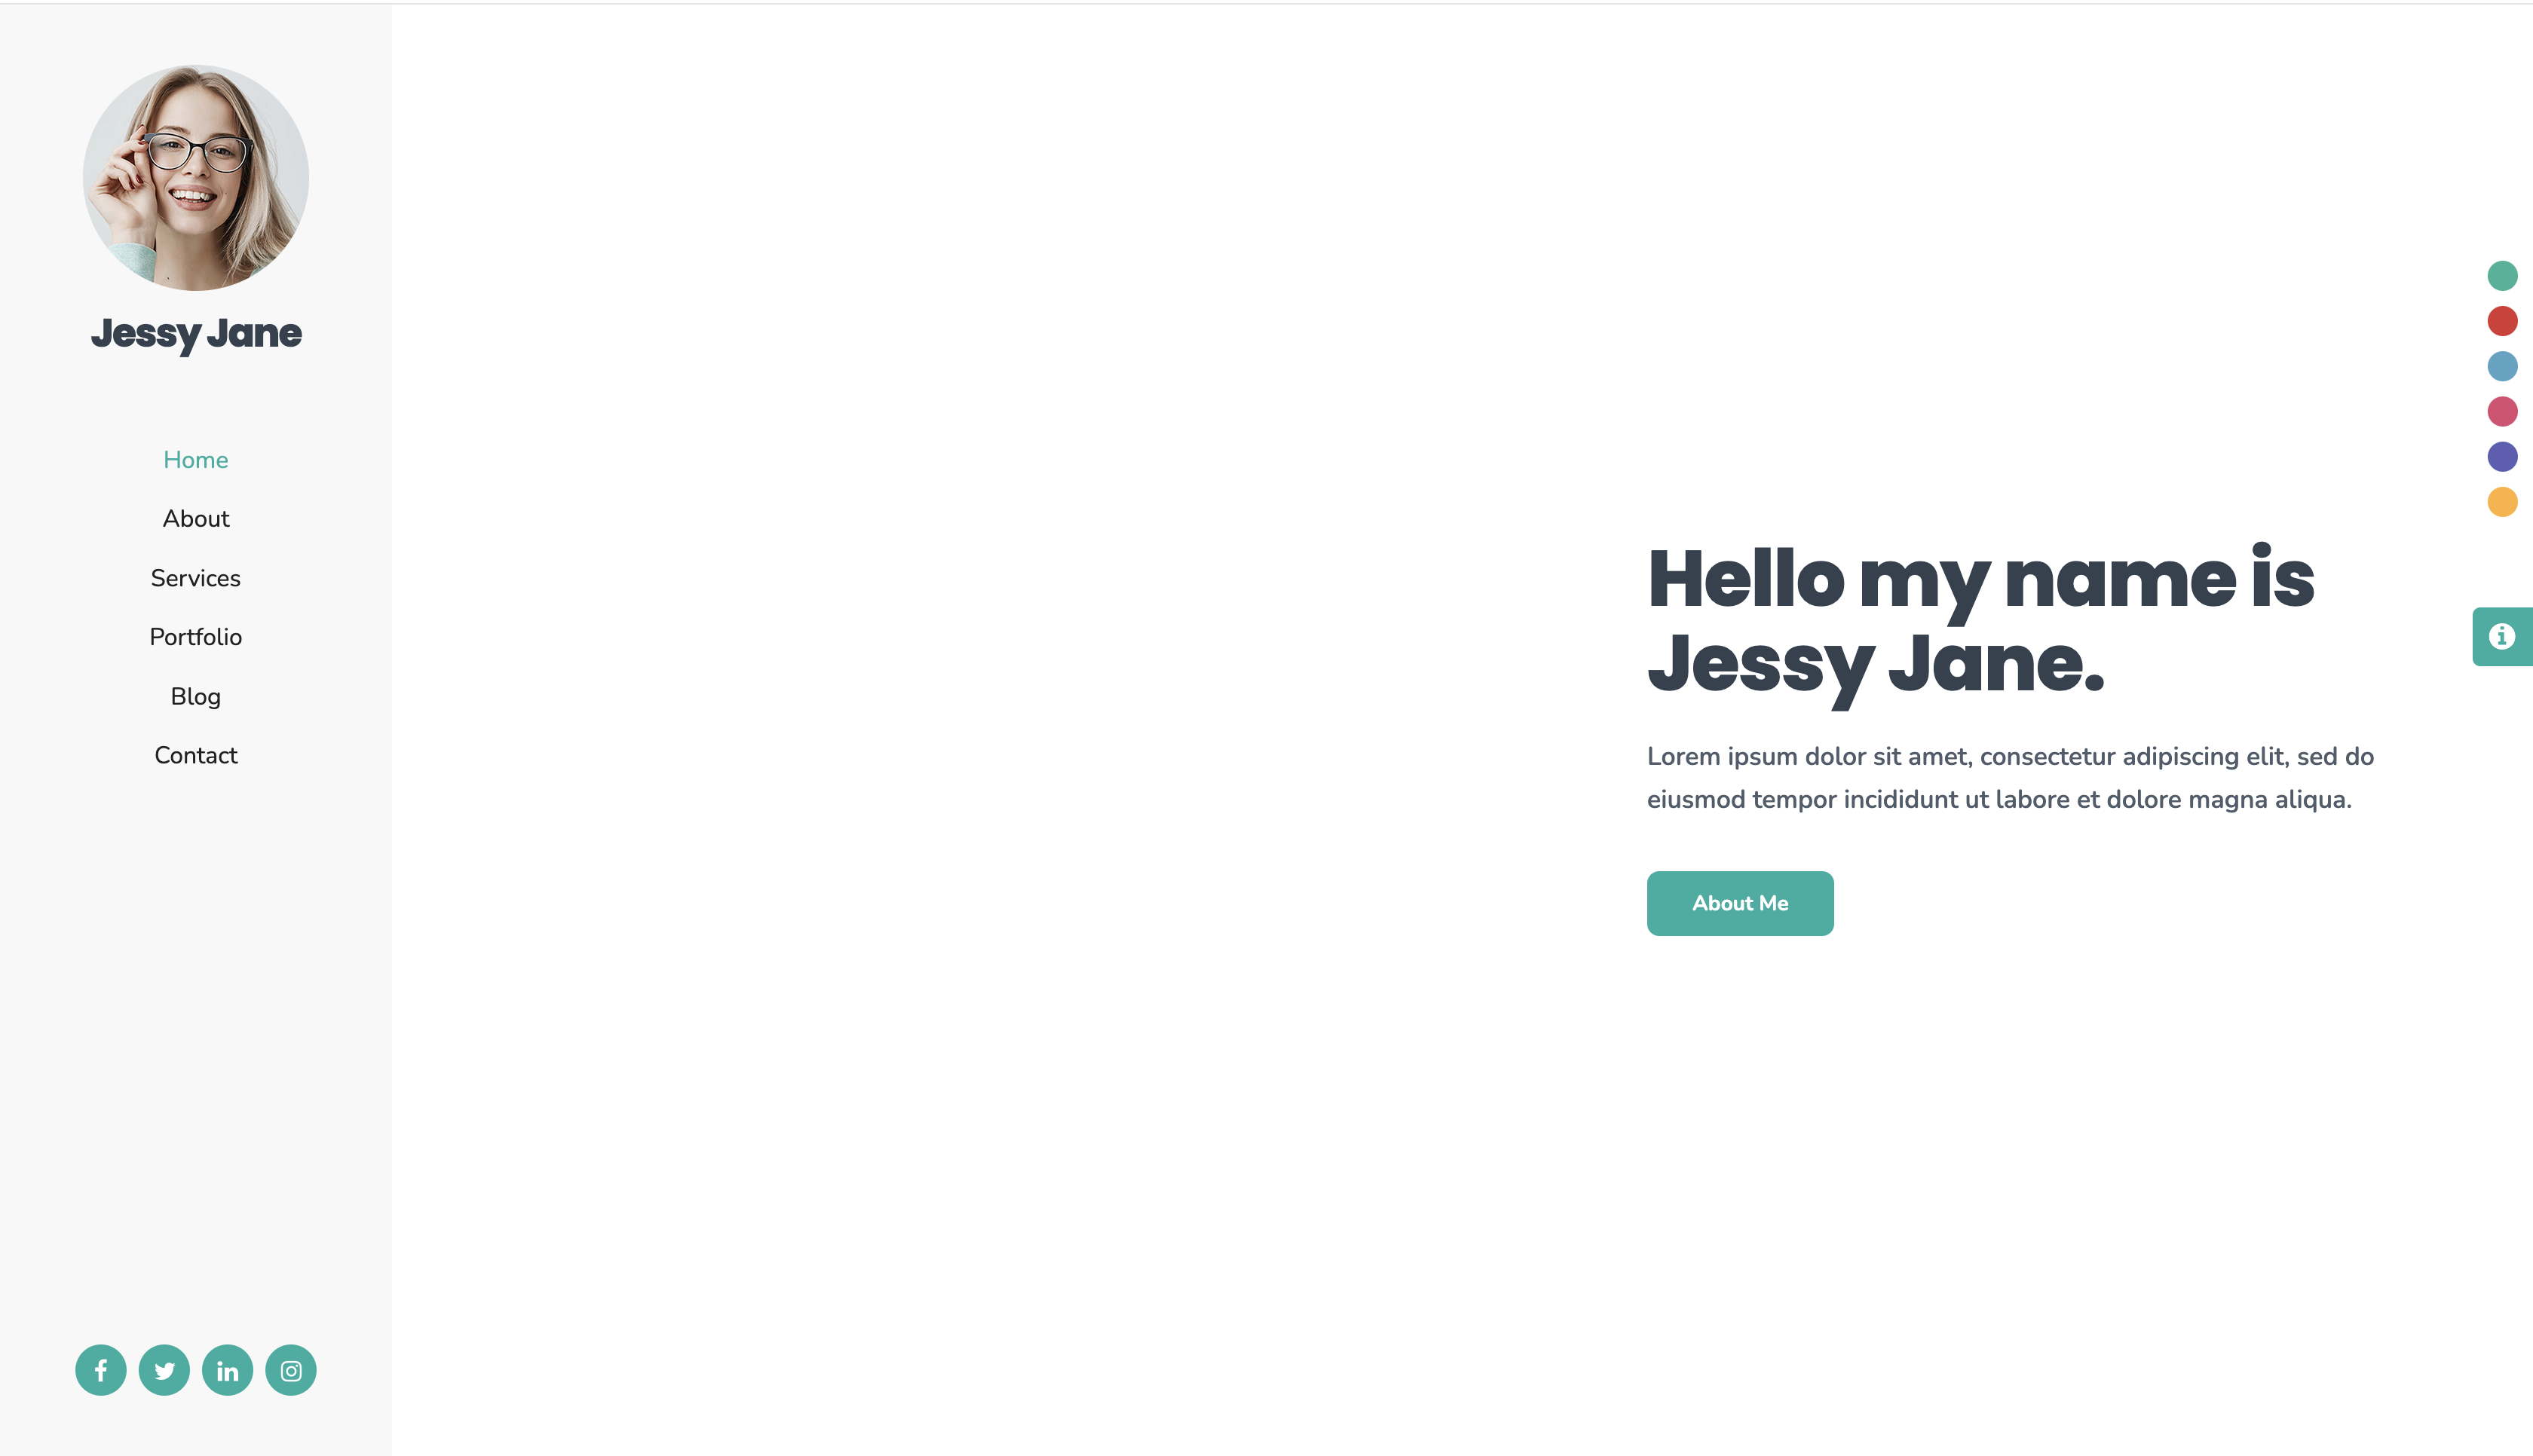 Jessy Jane
Home
About
Services
Portfolio
Blog
Contact
Hello my name is
Jessy Jane.
Lorem ipsum dolor sit amet, consectetur adipiscing elit, sed do
eiusmod tempor incididunt ut labore et dolore magna aliqua.
About Me